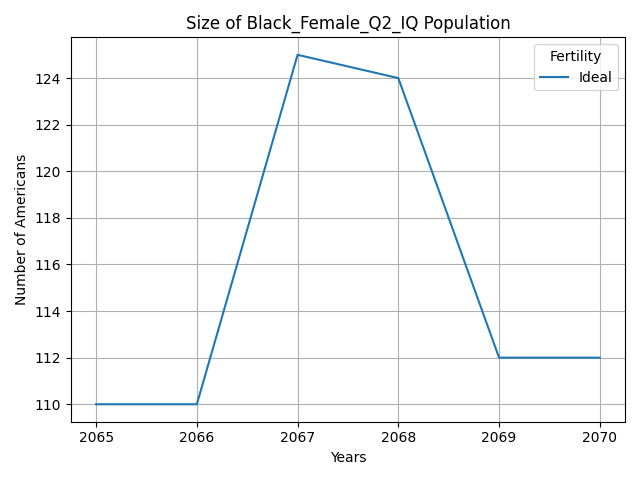 Size of Black_Female_Q2_IQ Population
Fertility
Ideal
Number of Americans
124
122
120
118
116
114
112
110
2065 2066 2067 2068 2069 2070
Years